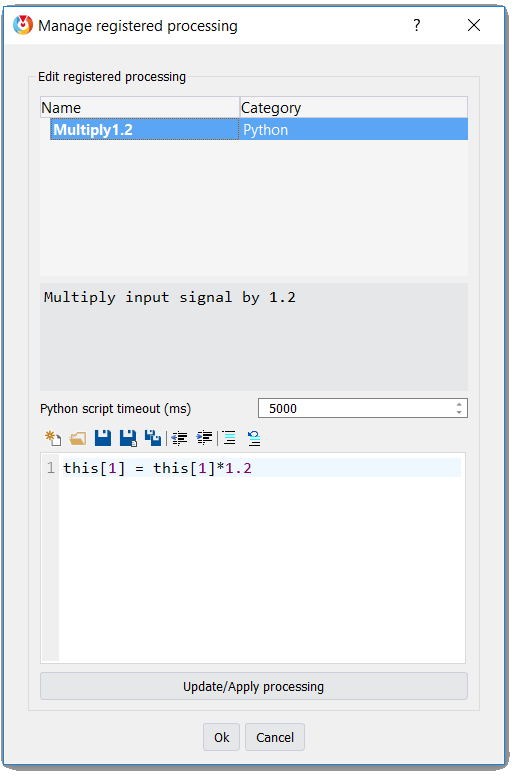 Manage registered processing
?
Edit registered processing
Name Category
Multiply1.2 Python
Multiply input signal by 1.2
Python script timeout (ms) 5000
1 this[1] = this[1]*1.2
Update/Apply processing
Ok Cancel